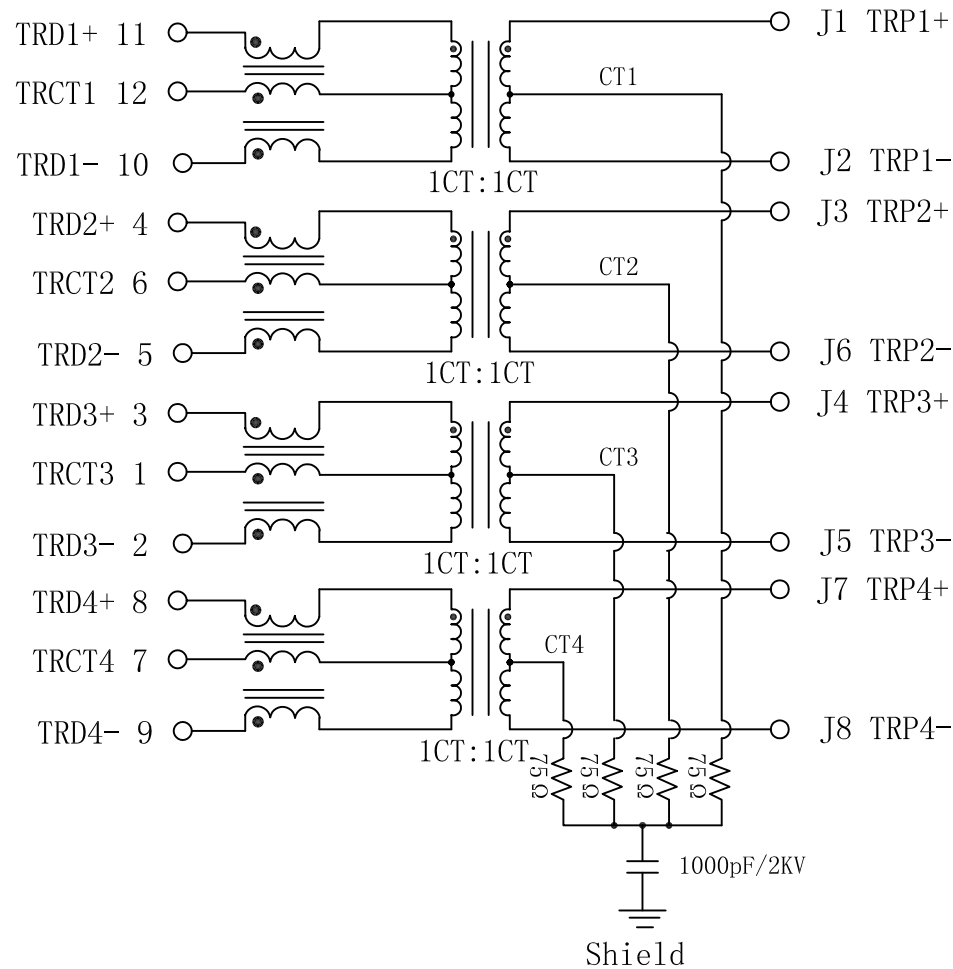 TRD1+ 11
J1 TRP1+
CT1
TRCT1 12
TRD1- 10
J2 TRP1-
1CT:1CT
TRD2+ 4
J3 TRP2+
CT2
TRCT2 6
TRD2- 5
J6 TRP2-
1CT:1CT
TRD3+ 3
J4 TRP3+
CT3
TRCT3 1
TRD3- 2
J5 TRP3-
1CT:1CT
TRD4+ 8
J7 TRP4+
CT4
TRCT4 7
TRD4- 9
J8 TRP4-
1CT:1CT
75Ω
75Ω
75Ω
75Ω
1000pF/2KV
Shield